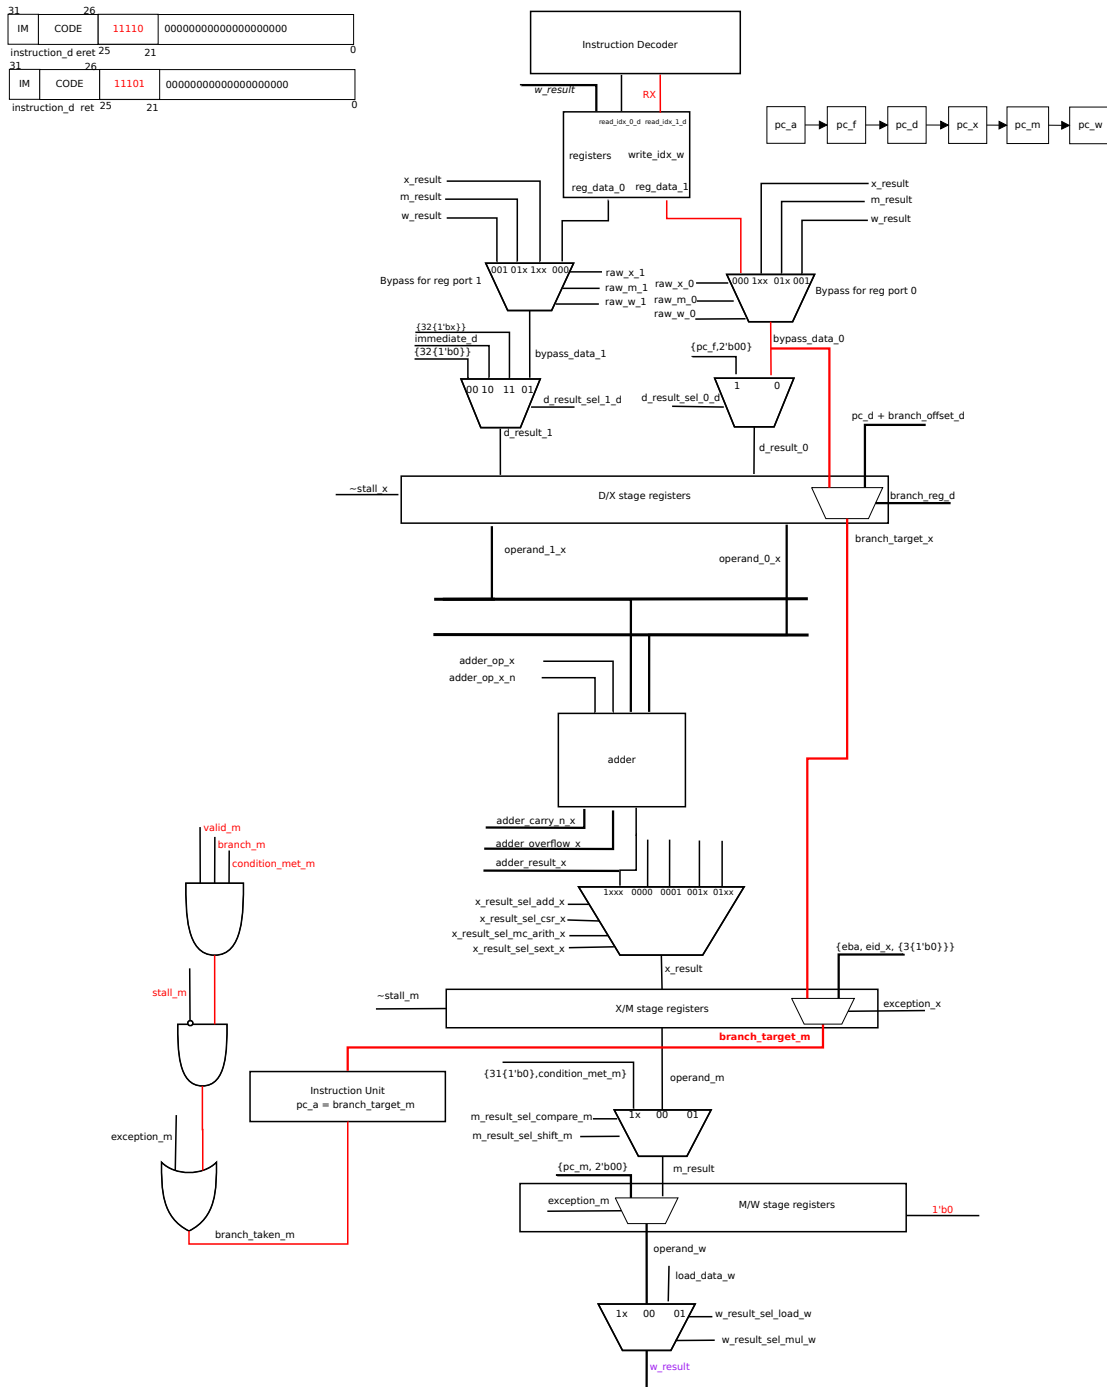 31 26
IM CODE 11110 00000000000000000000
instruction_d eret 25 21 0
31 26
IM CODE 11101 00000000000000000000
instruction_d ret 25 21 0
Instruction Decoder
w_result
RX
read_idx_0_d read_idx_1_d
registers write_idx_w
reg_data_0 reg_data_1
pc_a pc_f pc_d pc_x pc_m pc_w
x_result
m_result
w_result
x_result
m_result
w_result
001 01x 1xx 000
Bypass for reg port 1
raw_x_1
raw_m_1
raw_w_1
raw_x_0
raw_m_0
raw_w_0
000 1xx 01x 001
Bypass for reg port 0
{32{1'bx}}
immediate_d
{32{1'b0}}
bypass_data_1
{pc_f,2'b00}
bypass_data_0
00 10 11 01
d_result_sel_1_d
d_result_sel_0_d
1 0
pc_d + branch_offset_d
d_result_1
d_result_0
~stall_x
D/X stage registers
branch_reg_d
branch_target_x
operand_1_x
operand_0_x
adder_op_x
adder_op_x_n
adder
adder_carry_n_x
adder_overflow_x
adder_result_x
valid_m
branch_m
condition_met_m
1xxx 0000 0001 001x 01xx
x_result_sel_add_x
x_result_sel_csr_x
x_result_sel_mc_arith_x
x_result_sel_sext_x
{eba, eid_x, {3{1'b0}}}
x_result
stall_m
~stall_m
X/M stage registers
exception_x
branch_target_m
{31{1'b0},condition_met_m}
operand_m
Instruction Unit
pc_a = branch_target_m
m_result_sel_compare_m
m_result_sel_shift_m
1x 00 01
exception_m
{pc_m, 2'b00}
m_result
exception_m
M/W stage registers
1'b0
branch_taken_m
operand_w
load_data_w
1x 00 01
w_result_sel_load_w
w_result_sel_mul_w
w_result